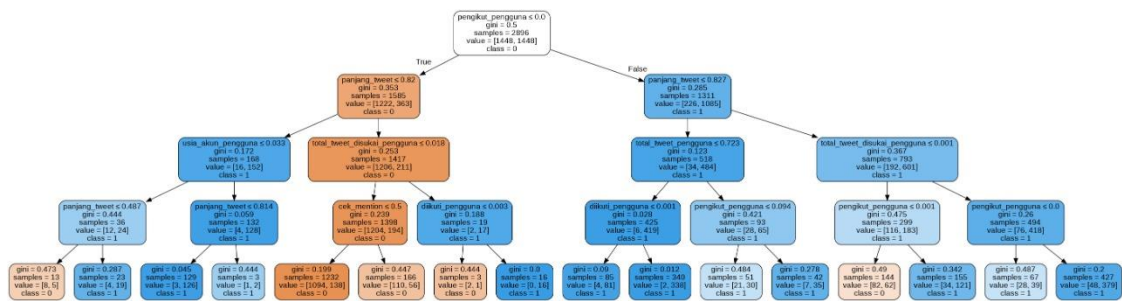 pengikut_pengguna ≤ 0.0
gini = 0.5
samples = 2896
value = [1448, 1448]
class = 0
True
False
panjang_tweet ≤ 0.82
gini = 0.353
samples = 1585
value = [1222, 363]
class = 0
panjang_tweet ≤ 0.827
gini = 0.285
samples = 1311
value = [226, 1085]
class = 1
usia_akun_pengguna ≤ 0.033
gini = 0.172
samples = 168
value = [16, 152]
class = 1
total_tweet_disukai_pengguna ≤ 0.018
gini = 0.253
samples = 1417
value = [1206, 211]
class = 0
total_tweet_pengguna ≤ 0.723
gini = 0.123
samples = 518
value = [34, 484]
class = 1
total_tweet_disukai_pengguna ≤ 0.001
gini = 0.367
samples = 793
value = [192, 601]
class = 1
panjang_tweet ≤ 0.487
gini = 0.444
samples = 36
value = [12, 24]
class = 1
panjang_tweet ≤ 0.814
gini = 0.059
samples = 132
value = [4, 128]
class = 1
cek_mention ≤ 0.5
gini = 0.239
samples = 1398
value = [1204, 194]
class = 0
diikuti_pengguna ≤ 0.003
gini = 0.188
samples = 19
value = [2, 17]
class = 1
diikuti_pengguna ≤ 0.001
gini = 0.028
samples = 425
value = [6, 419]
class = 1
pengikut_pengguna ≤ 0.094
gini = 0.421
samples = 93
value = [28, 65]
class = 1
pengikut_pengguna ≤ 0.001
gini = 0.475
samples = 299
value = [116, 183]
class = 1
pengikut_pengguna ≤ 0.0
gini = 0.26
samples = 494
value = [76, 418]
class = 1
gini = 0.473
samples = 13
value = [8, 5]
class = 0
gini = 0.287
samples = 23
value = [4, 19]
class = 1
gini = 0.045
samples = 129
value = [3, 126]
class = 1
gini = 0.444
samples = 3
value = [1, 2]
class = 1
gini = 0.199
samples = 1232
value = [1094, 138]
class = 0
gini = 0.447
samples = 166
value = [110, 56]
class = 0
gini = 0.444
samples = 3
value = [2, 1]
class = 0
gini = 0.0
samples = 16
value = [0, 16]
class = 1
gini = 0.09
samples = 85
value = [4, 81]
class = 1
gini = 0.012
samples = 340
value = [2, 338]
class = 1
gini = 0.484
samples = 51
value = [21, 30]
class = 1
gini = 0.278
samples = 42
value = [7, 35]
class = 1
gini = 0.49
samples = 144
value = [82, 62]
class = 0
gini = 0.342
samples = 155
value = [34, 121]
class = 1
gini = 0.487
samples = 67
value = [28, 39]
class = 1
gini = 0.2
samples = 427
value = [48, 379]
class = 1